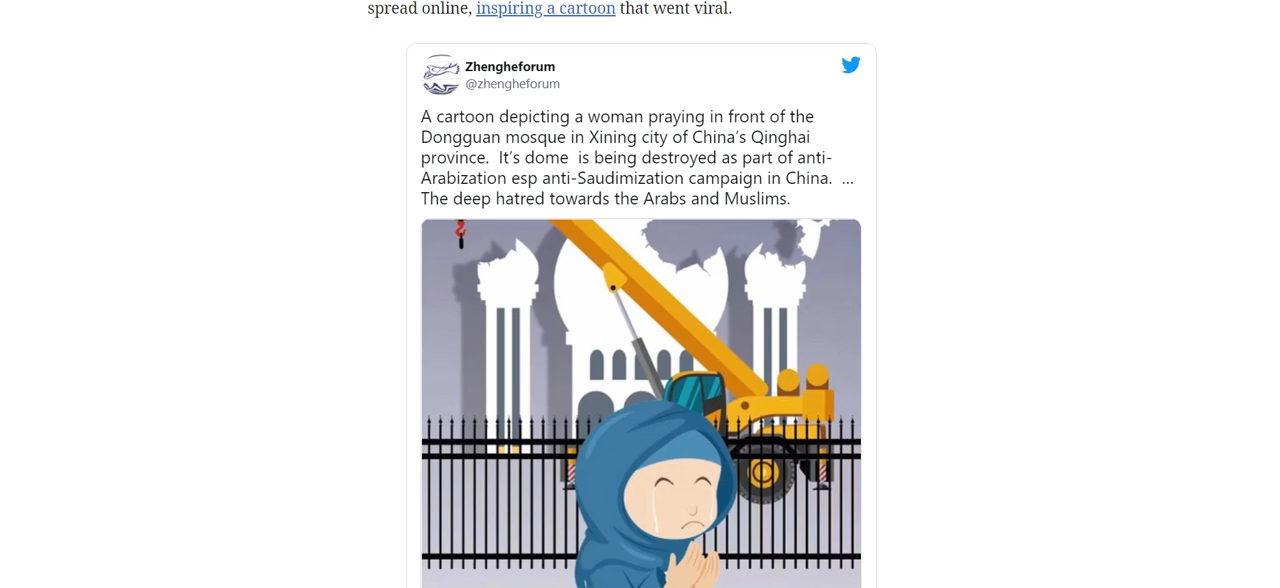 spread online, inspiring a cartoon that went viral.
Zhengheforum
@zhengheforum
A cartoon depicting a woman praying in front of the
Dongguan mosque in Xining city of China’s Qinghai
province.  It’s dome  is being destroyed as part of anti-
Arabization esp anti-Saudimization campaign in China.  ...
The deep hatred towards the Arabs and Muslims.